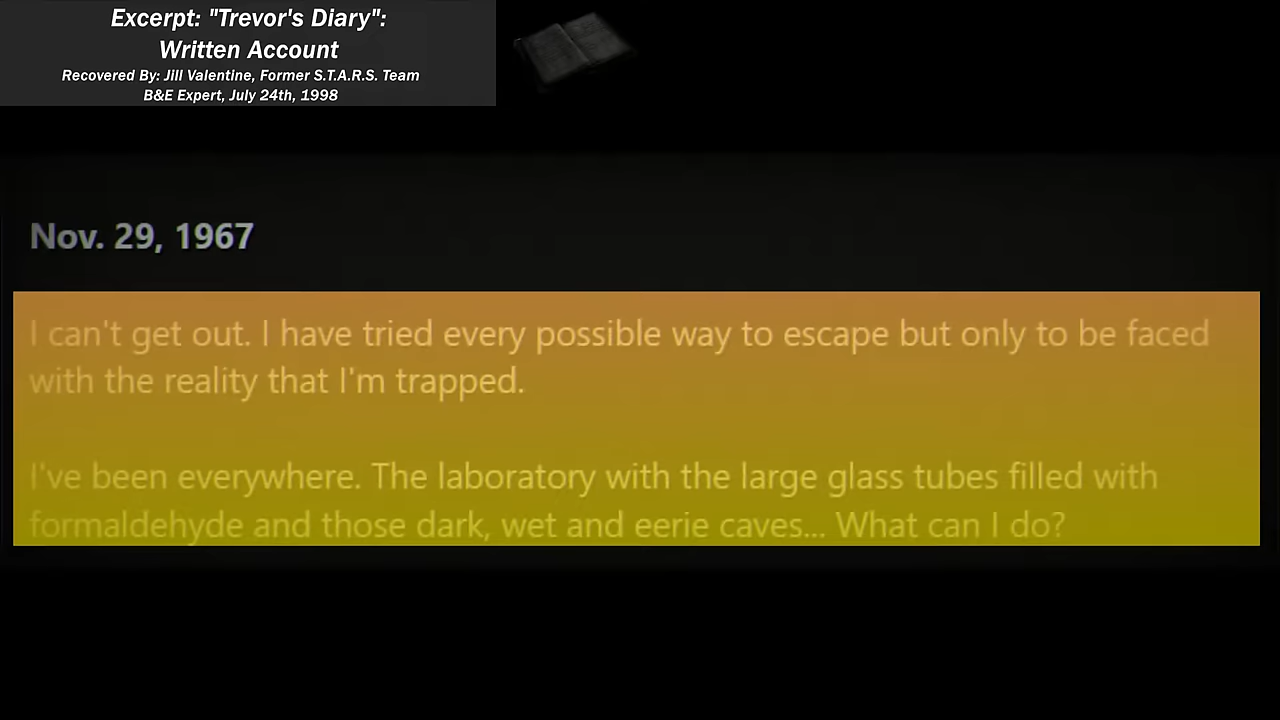 Excerpt: "Trevor's Diary":
Written Account
Recovered By: Jill Valentine, Former S.T.A.R.S. Team
B&E Expert, July 24th, 1998
Nov. 29, 1967
I can't get out. I have tried every possible way to escape but only to be faced
with the reality that I'm trapped.
I've been everywhere. The laboratory with the large glass tubes filled with
formaldehyde and those dark, wet and eerie caves... What can I do?